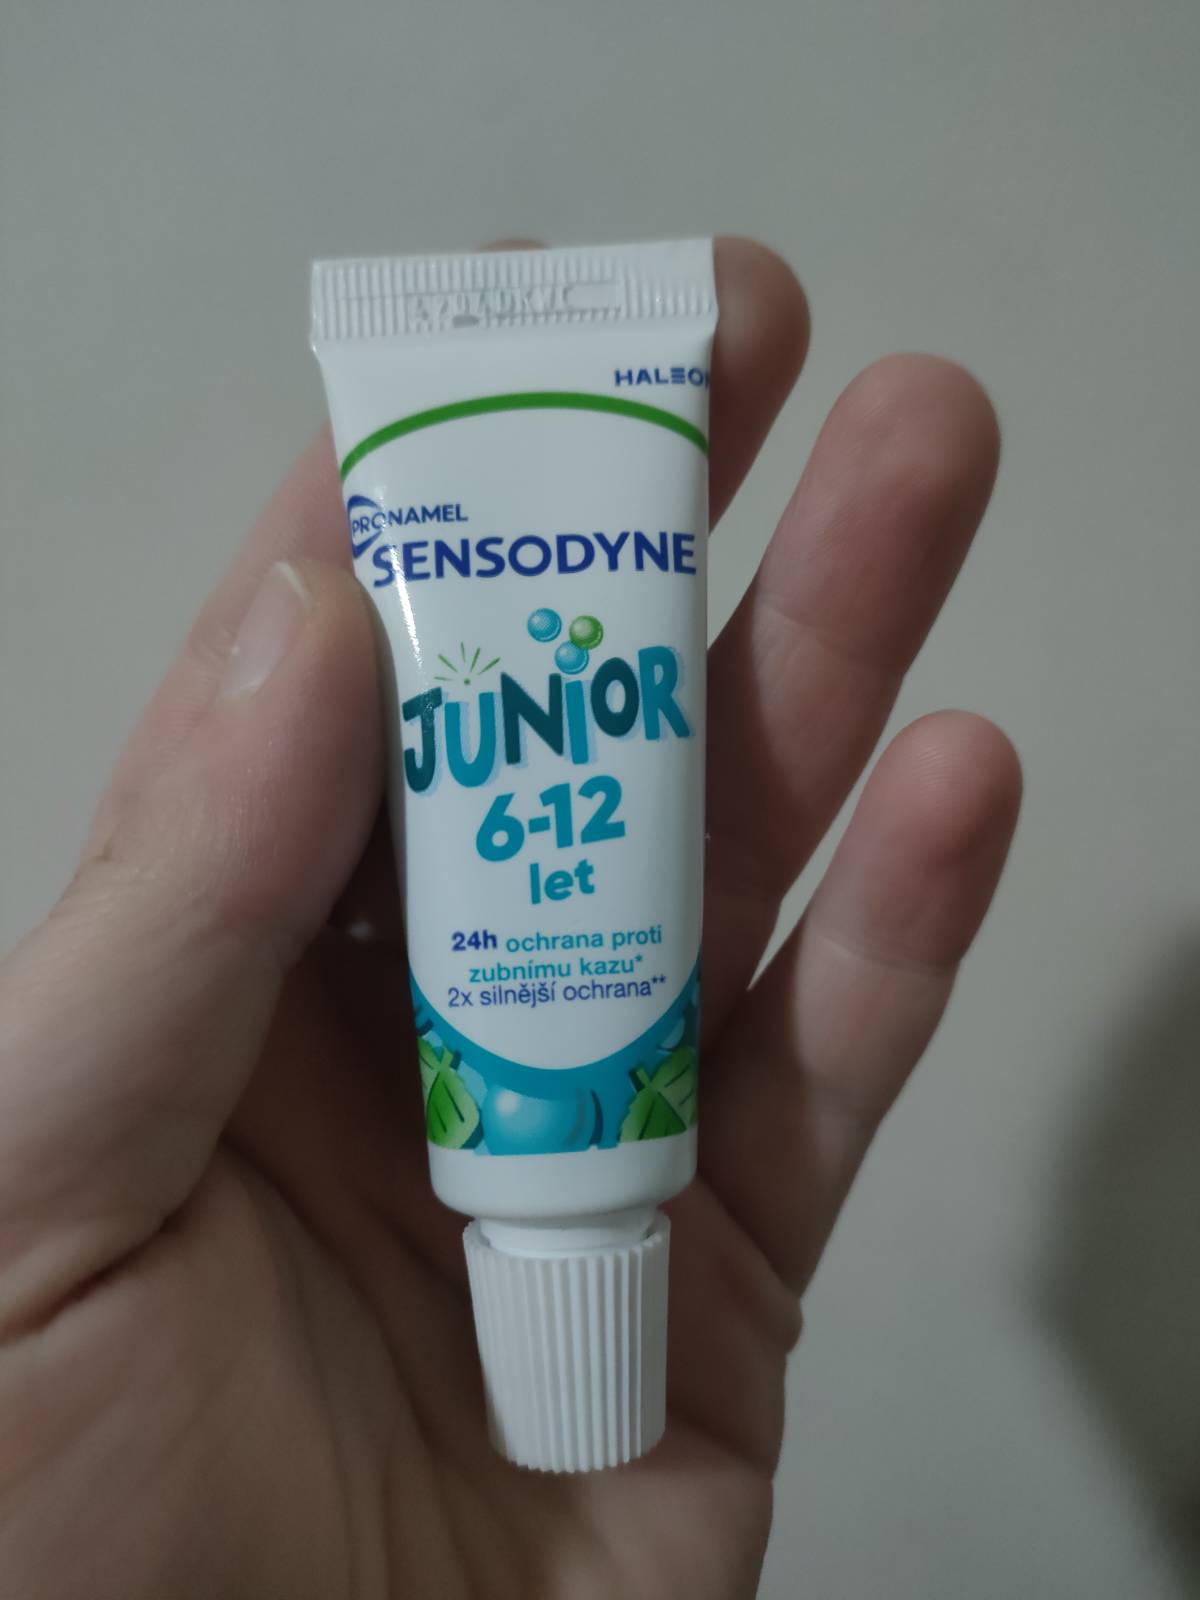 HALEON
PRONAMEL
SENSODYNE
JUNIOR
6-12
let
24h ochrana proti
zubnímu kazu*
2x silnější ochrana**